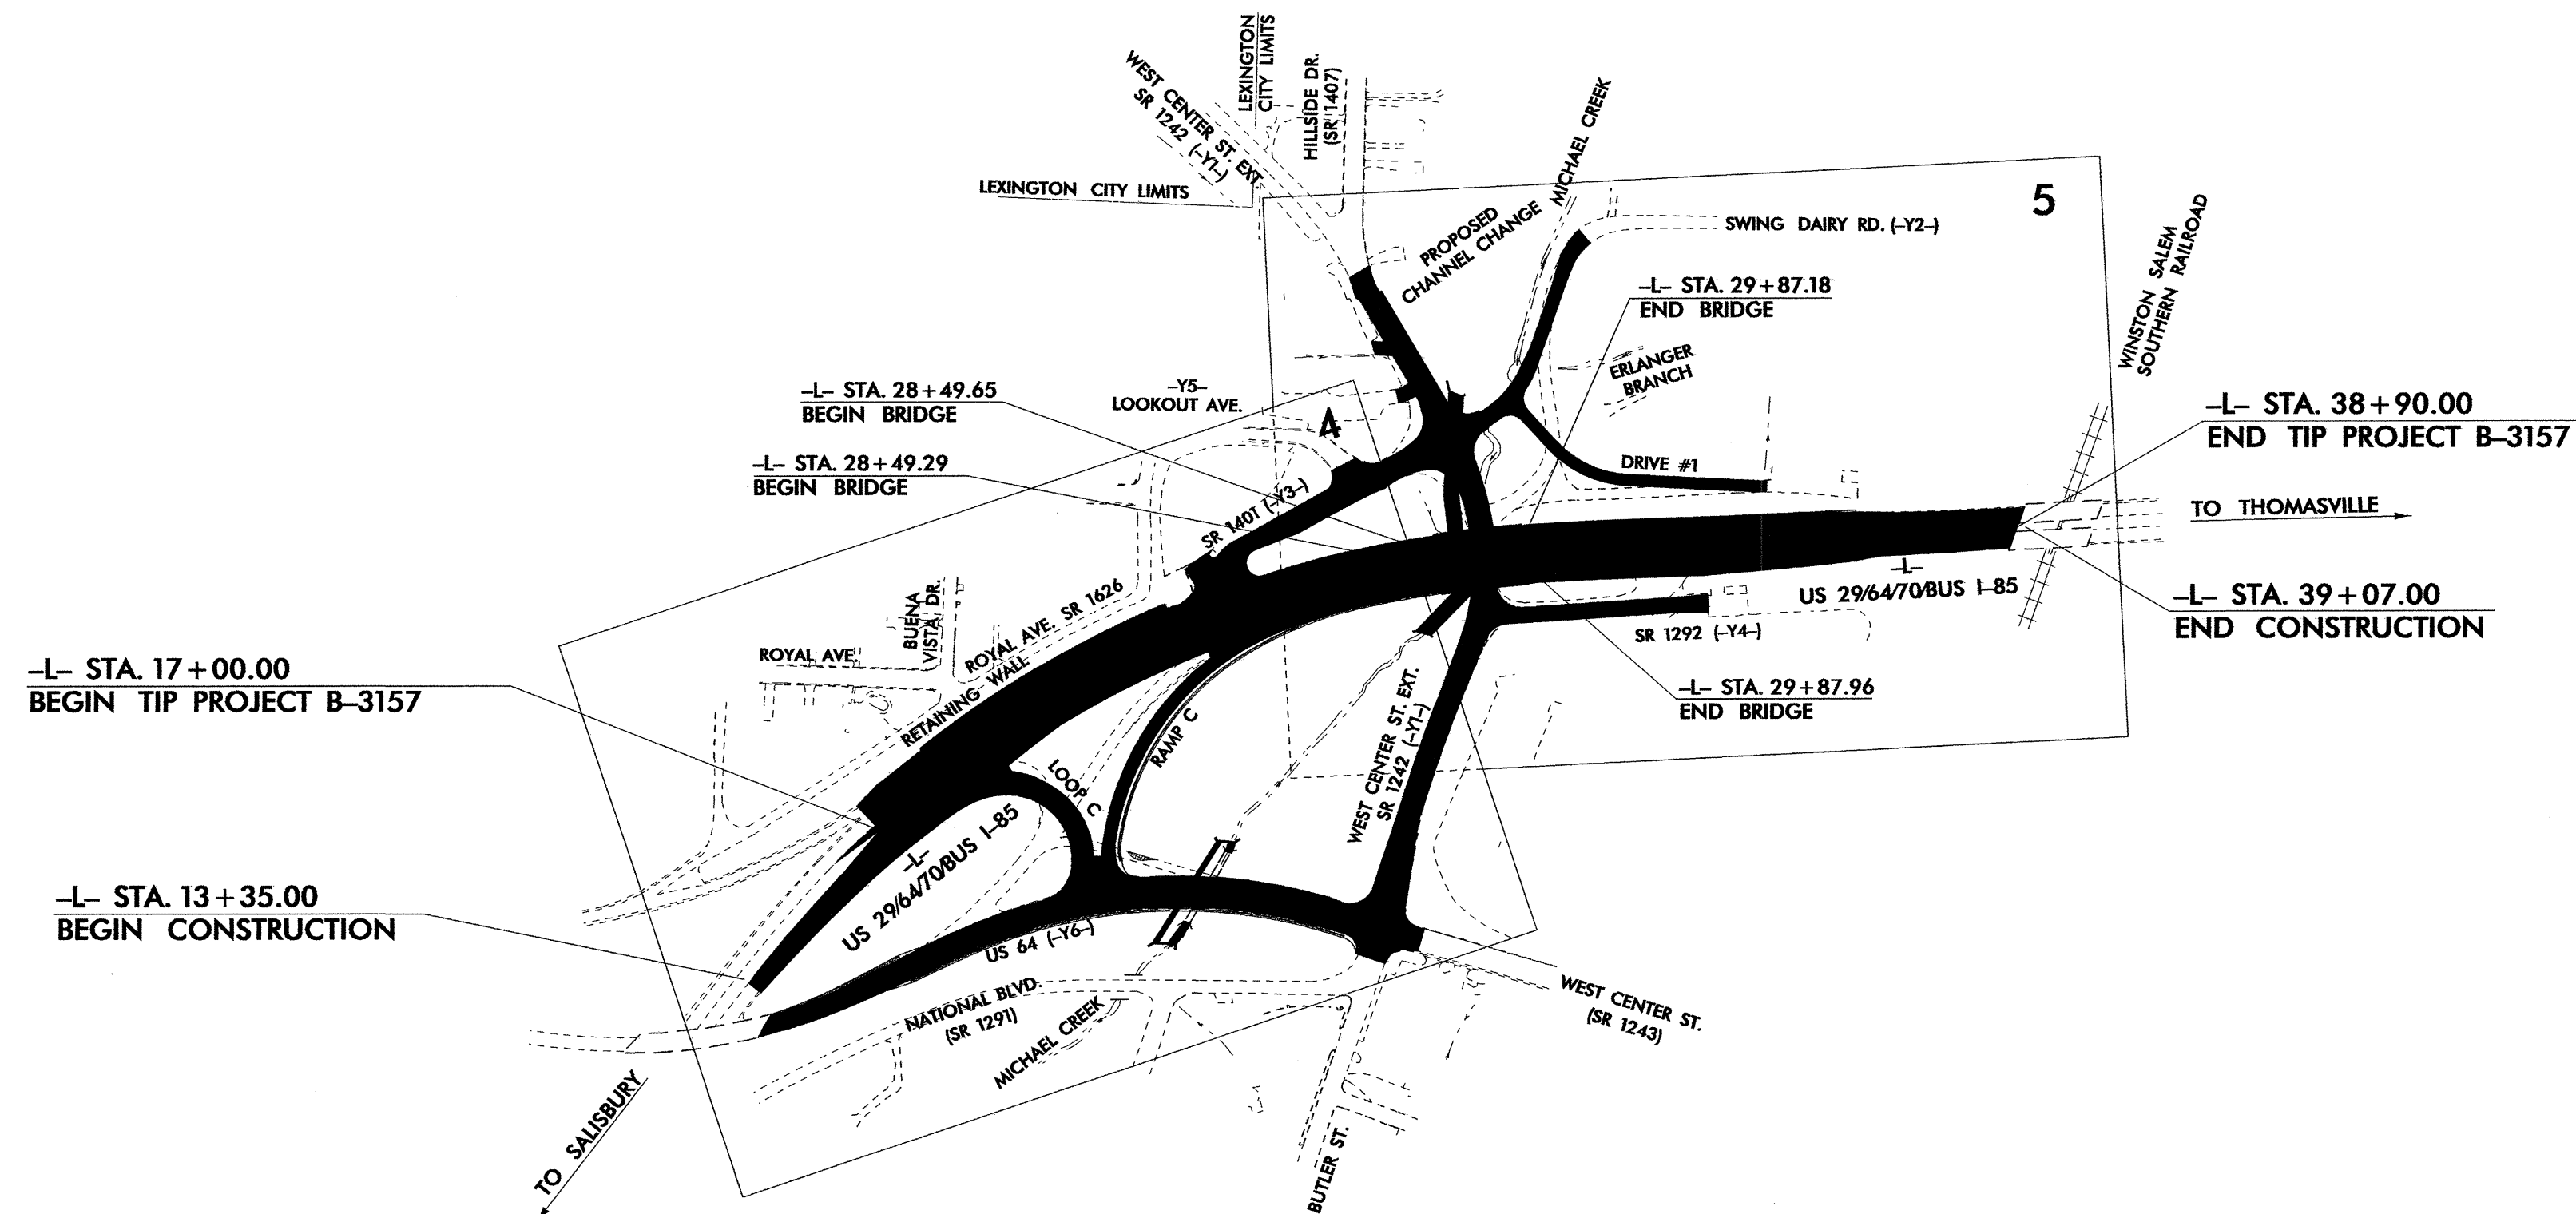 LEXINGTON
CITY LIMITS
HILLSIDE DR.
(SR 1407)
WEST CENTER ST. EXT.
SR 1242 (-Y1-)
LEXINGTON CITY LIMITS
MICHAEL CREEK
PROPOSED
CHANNEL CHANGE
5
SWING DAIRY RD. (-Y2-)
WINSTON SALEM
SOUTHERN RAILROAD
-L- STA. 29+87.18
END BRIDGE
ERLANGER
BRANCH
-L- STA. 28+49.65
BEGIN BRIDGE
-Y5-
LOOKOUT AVE.
4
-L- STA. 38+90.00
END TIP PROJECT B-3157
-L- STA. 28+49.29
BEGIN BRIDGE
DRIVE #1
SR 1407 (-Y3-)
TO THOMASVILLE
-L-
US 29/64/70/BUS I-85
-L- STA. 39+07.00
END CONSTRUCTION
SR 1292 (-Y4-)
BUENA
VISTA DR.
ROYAL AVE. SR 1626
ROYAL AVE.
RETAINING WALL
-L- STA. 17+00.00
BEGIN TIP PROJECT B-3157
-L- STA. 29+87.96
END BRIDGE
RAMP C
LOOP C
WEST CENTER ST. EXT.
SR 1242 (-Y1-)
-L-
US 29/64/70/BUS I-85
-L- STA. 13+35.00
BEGIN CONSTRUCTION
US 64 (-Y6-)
NATIONAL BLVD.
(SR 1291)
MICHAEL CREEK
WEST CENTER ST.
(SR 1243)
TO SALISBURY
BUTLER ST.